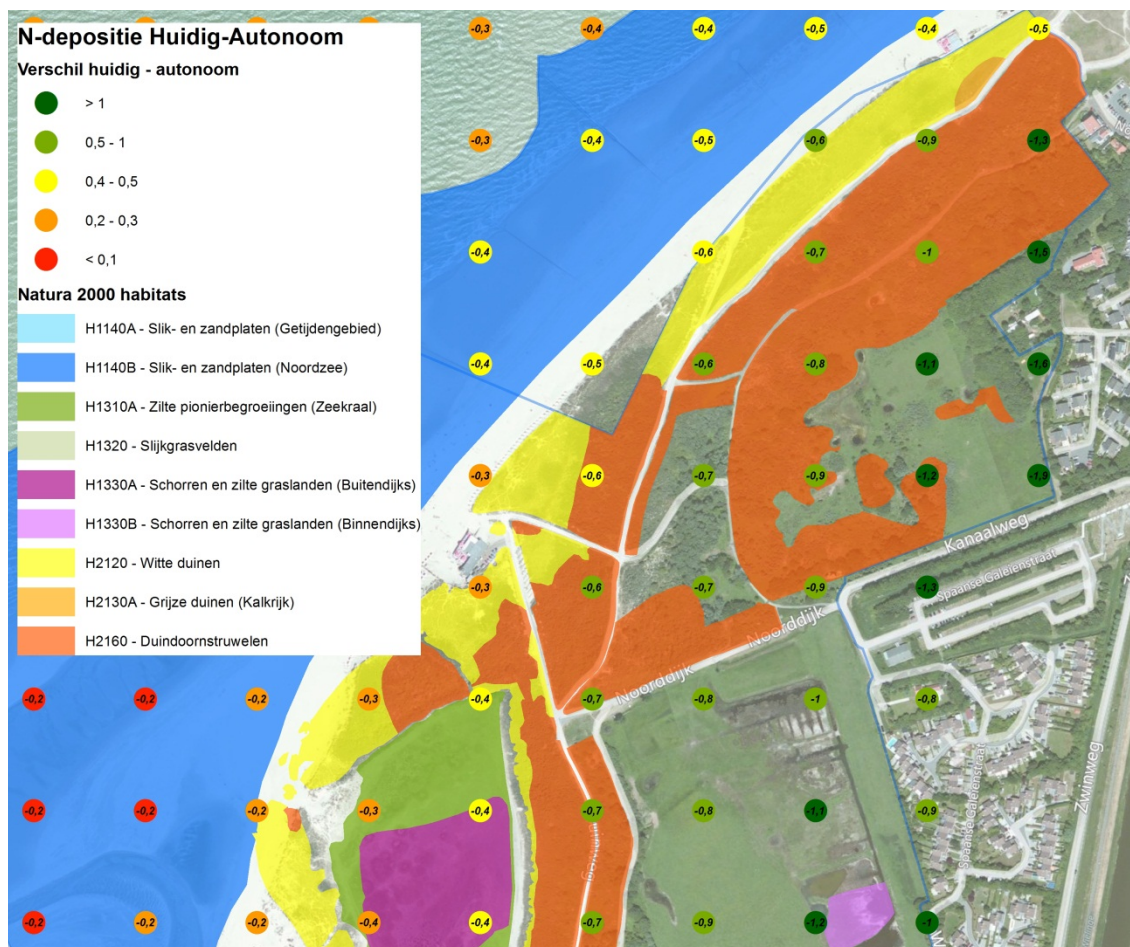 N-depositie Huidig-Autonoom
Verschil huidig - autonoom
> 1
0,5 - 1
0,4 - 0,5
0,2 - 0,3
< 0,1
Natura 2000 habitats
H1140A - Slik- en zandplaten (Getijdengebied)
H1140B - Slik- en zandplaten (Noordzee)
H1310A - Zilte pionierbegroeiingen (Zeekraal)
H1320 - Slijkgrasvelden
H1330A - Schorren en zilte graslanden (Buitendijks)
H1330B - Schorren en zilte graslanden (Binnendijks)
H2120 - Witte duinen
H2130A - Grijze duinen (Kalkrijk)
H2160 - Duindoornstruwelen
-0,3 -0,4 -0,4 -0,5 -0,4 -0,5
-0,3 -0,4 -0,5 -0,6 -0,9 -1,3
-0,4 -0,6 -0,7 -1
-0,4 -0,5 -0,6 -0,8 -1,1 -1,6
-0,3 -0,6 -0,7 -0,9 -1,2 -1,9
Kanaalweg
-0,3 -0,6 -0,7 -0,9 -1,3
Spaanse Galeienstraat
Noorddijk
Noorddijk
-0,2 -0,2 -0,2 -0,3 -0,4 -0,7 -0,8 -1 -0,8
Zwinweg
Spaanse Galeienstraat
-0,2 -0,2 -0,2 -0,3 -0,4 -0,7 -0,8 -1,1 -0,9
-0,2 -0,2 -0,2 -0,4 -0,4 -0,7 -0,9 -1,2 -1